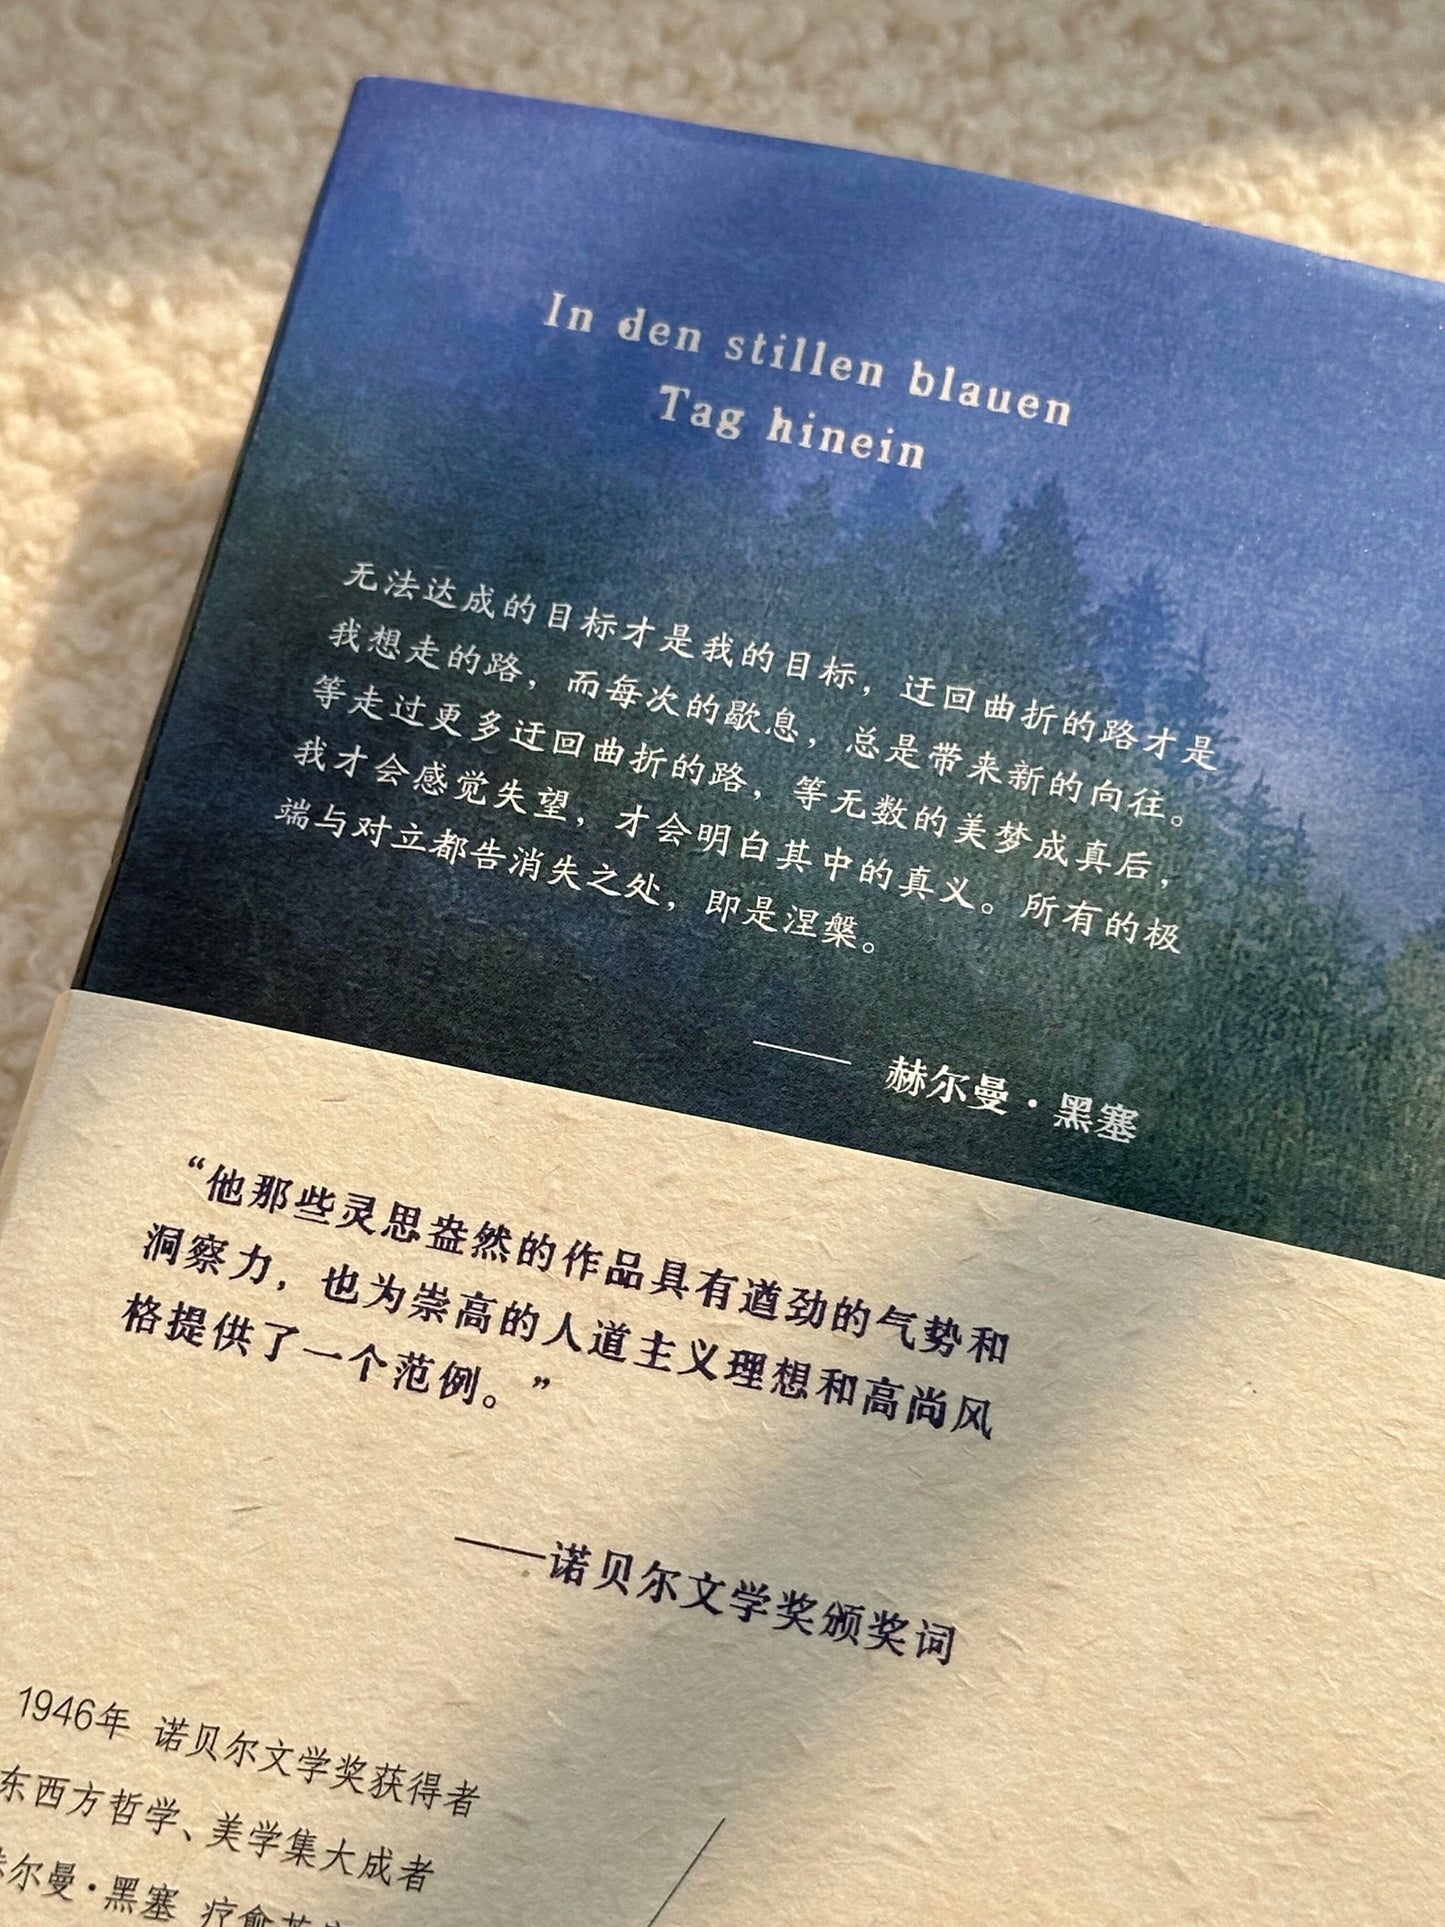 In den stillen blauen
Tag hinein
无法达成的目标才是我的目标，迂回曲折的路才是
我想走的路，而每次的歇息，总是带来新的向往。
等走过更多迂回曲折的路，等无数的美梦成真后，
我才会感觉失望，才会明白其中的真义。所有的极
端与对立都告消失之处，即是涅槃。
—— 赫尔曼·黑塞
“他那些灵思盎然的作品具有遒劲的气势和
洞察力，也为崇高的人道主义理想和高尚风
格提供了一个范例。”
——诺贝尔文学奖颁奖词
1946年 诺贝尔文学奖获得者
东西方哲学、美学集大成者
尔曼·黑塞 疗愈